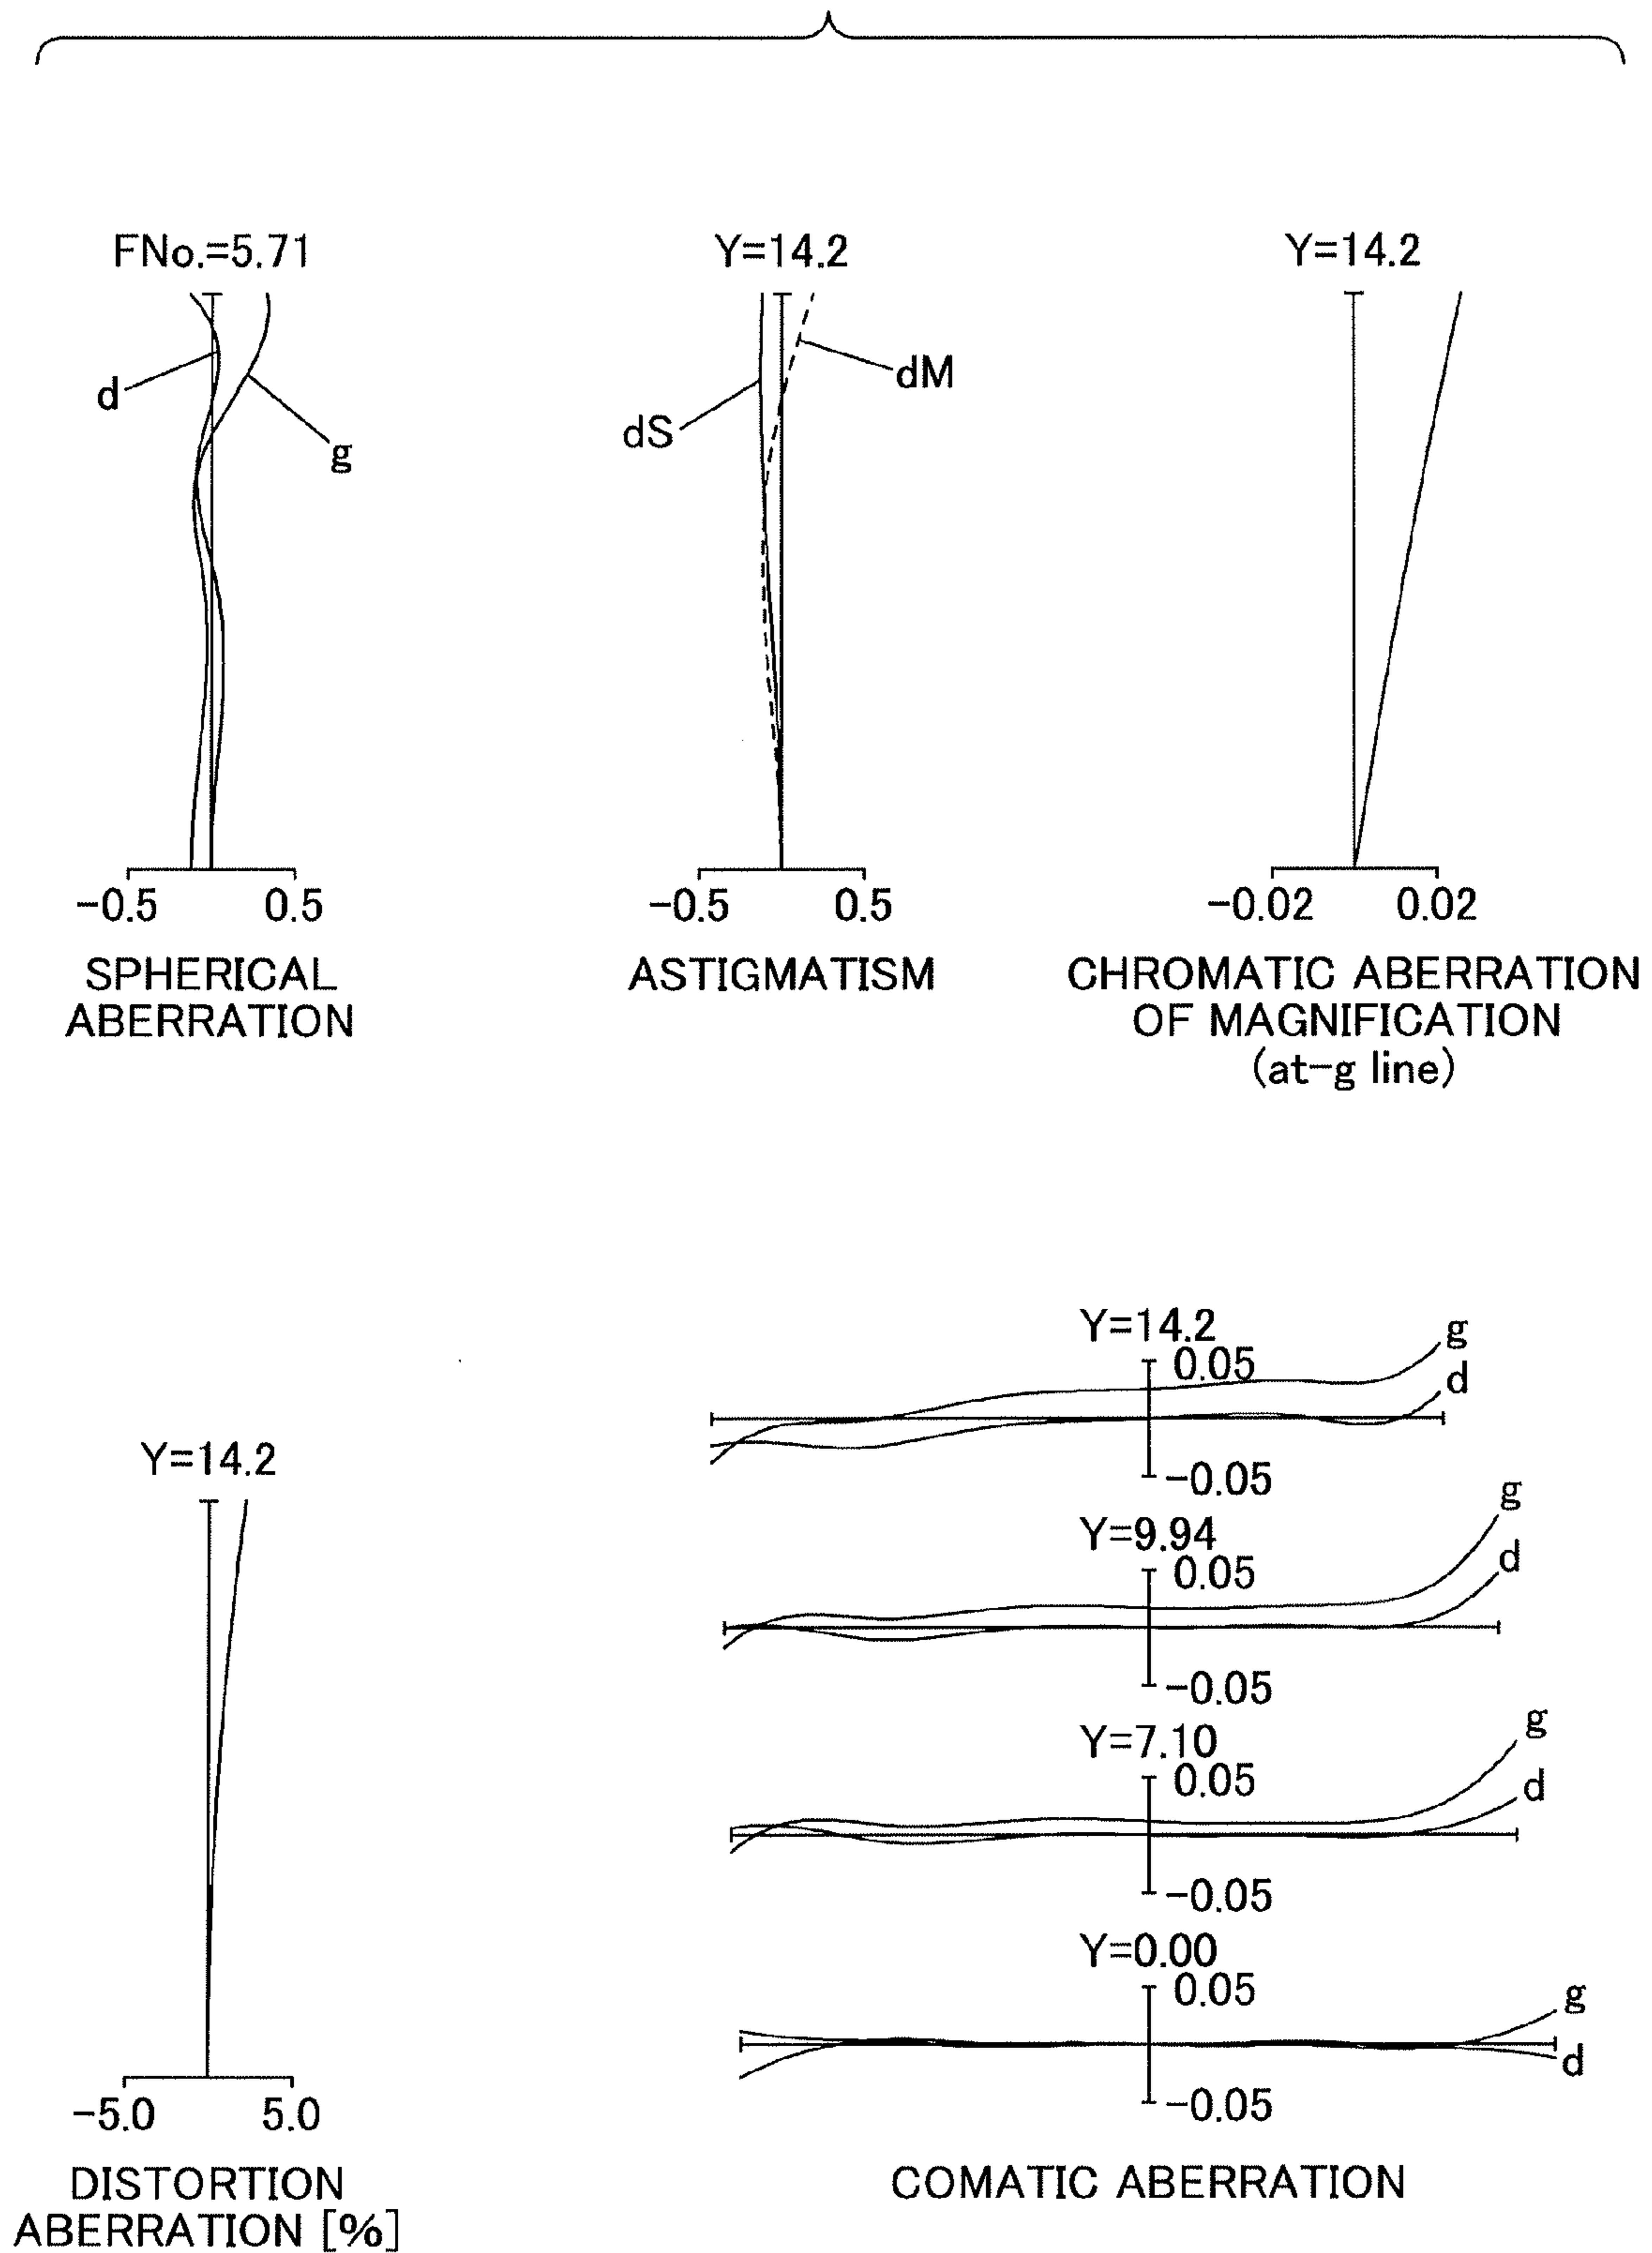 FNo.=5.71
d
g
-0.5 0.5
SPHERICAL
ABERRATION
Y=14.2
dM
dS
-0.5 0.5
ASTIGMATISM
Y=14.2
-0.02 0.02
CHROMATIC ABERRATION
OF MAGNIFICATION
(at-g line)
Y=14.2
-5.0 5.0
DISTORTION
ABERRATION [%]
Y=14.2
0.05
g
d
-0.05
Y=9.94
0.05
g
d
-0.05
Y=7.10
0.05
g
d
-0.05
Y=0.00
0.05
g
d
-0.05
COMATIC ABERRATION